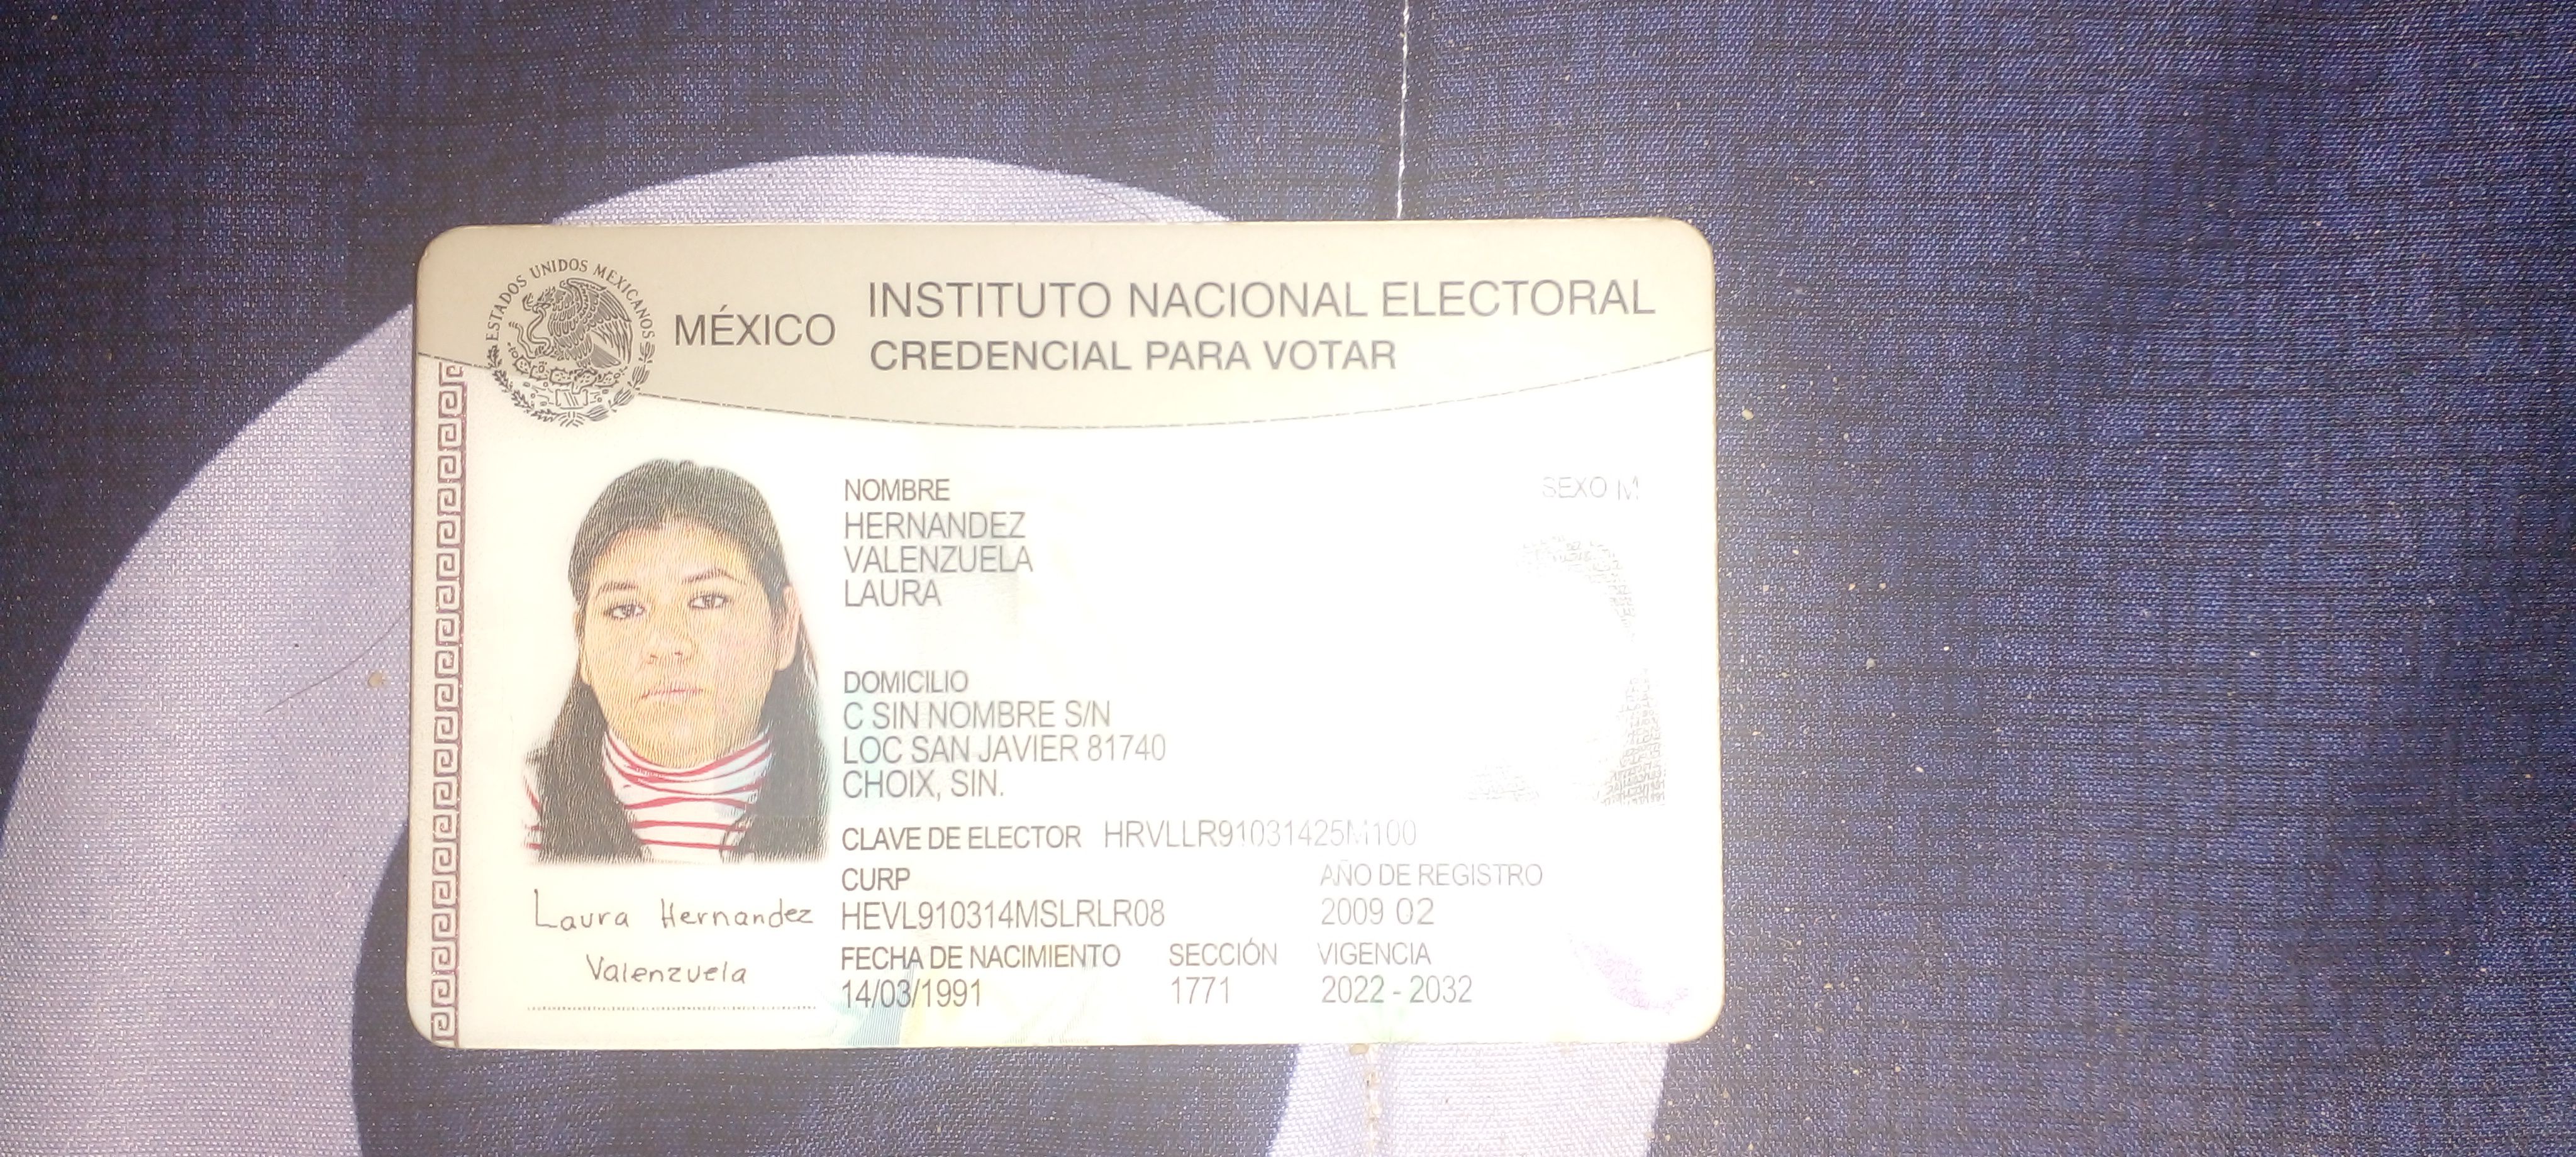 ESTADOS UNIDOS MEXICANOS
MÉXICO
INSTITUTO NACIONAL ELECTORAL
CREDENCIAL PARA VOTAR
NOMBRE
HERNANDEZ
VALENZUELA
LAURA
SEXO M
DOMICILIO
C SIN NOMBRE S/N
LOC SAN JAVIER 81740
CHOIX, SIN.
CLAVE DE ELECTOR HRVLLR91031425M100
CURP
HEVL910314MSLRLR08
AÑO DE REGISTRO
2009 02
FECHA DE NACIMIENTO
14/03/1991
SECCIÓN
1771
VIGENCIA
2022 - 2032
Laura Hernandez
Valenzuela